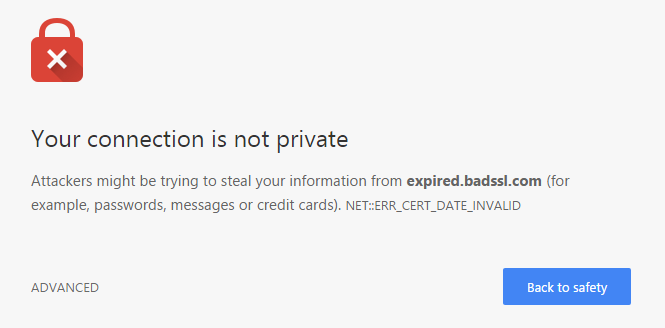 Your connection is not private
Attackers might be trying to steal your information from expired.badssl.com (for
example, passwords, messages or credit cards). NET::ERR_CERT_DATE_INVALID
ADVANCED
Back to safety